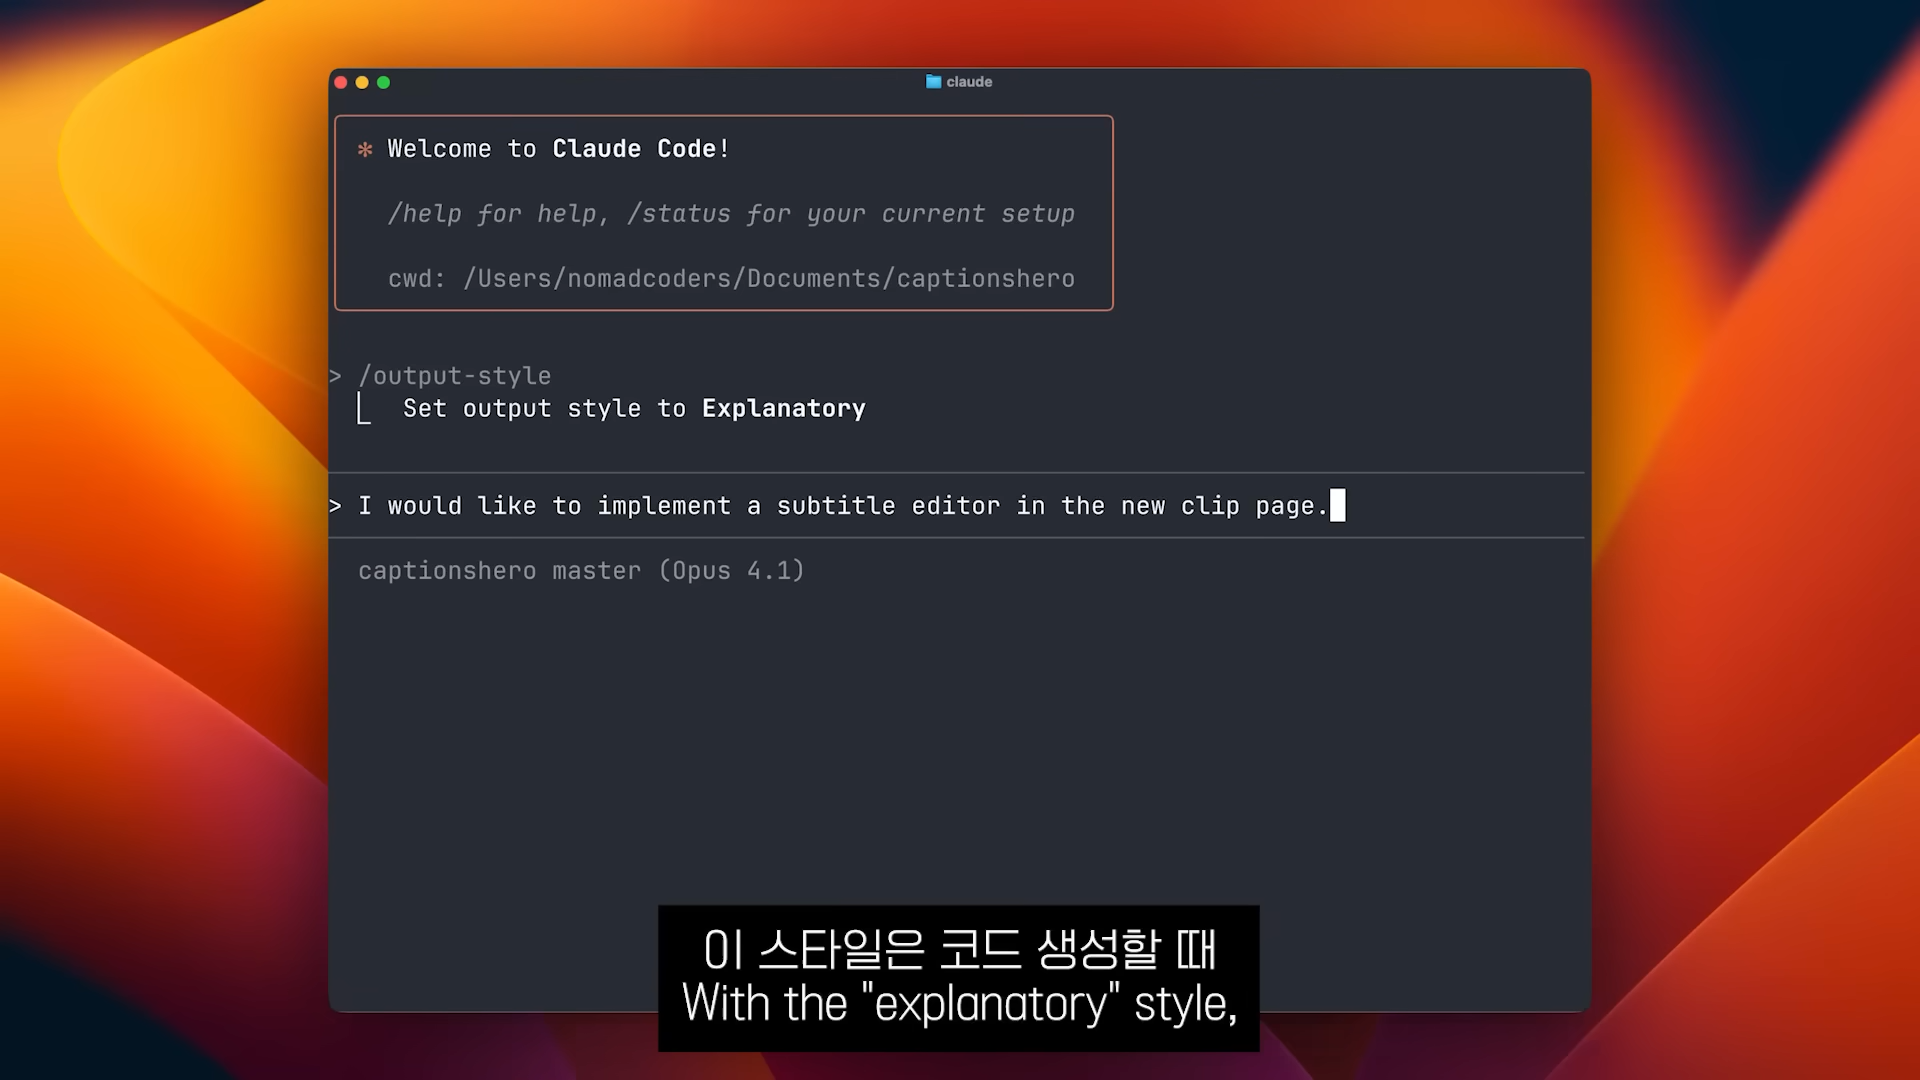 claude
✻ Welcome to Claude Code!
/help for help, /status for your current setup
cwd: /Users/nomadcoders/Documents/captionshero
> /output-style
⎿ Set output style to Explanatory
> I would like to implement a subtitle editor in the new clip page.
captionshero master (Opus 4.1)
이 스타일은 코드 생성할 때
With the "explanatory" style,